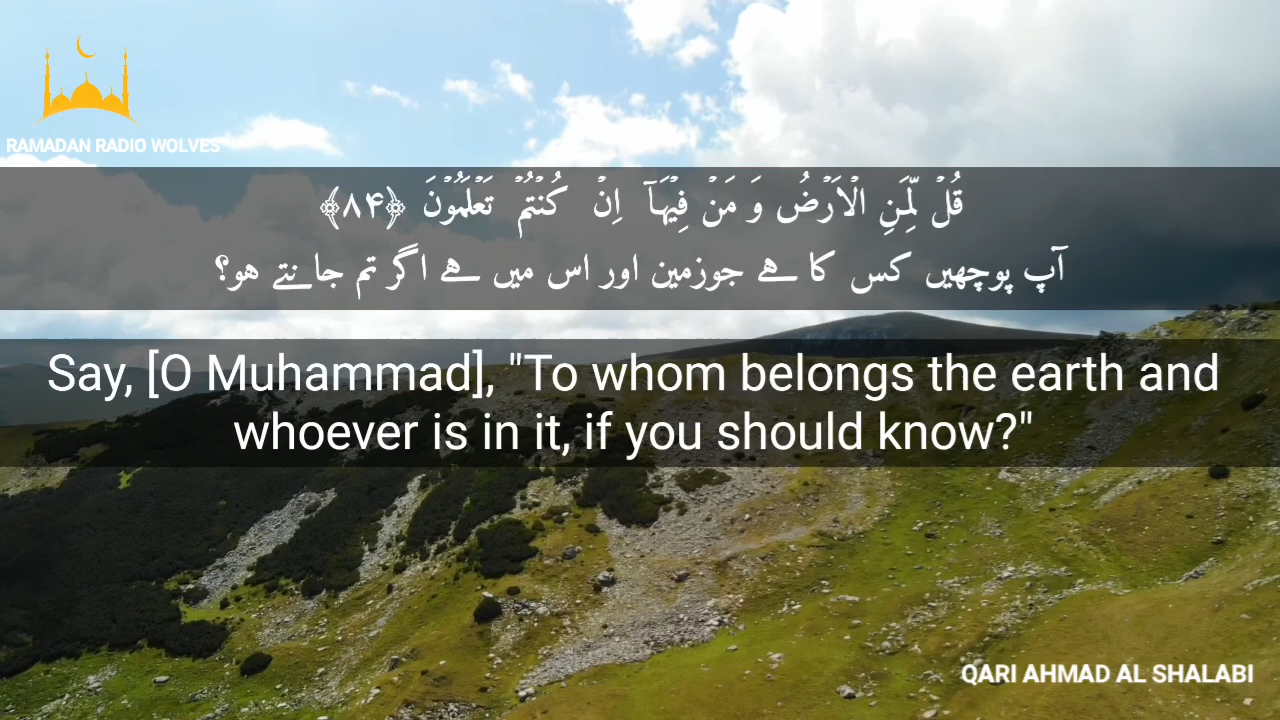 RAMADAN RADIO WOLVES
قُلۡ لِّمَنِ الۡاَرۡضُ وَ مَنۡ فِیۡہَاۤ اِنۡ کُنۡتُمۡ تَعۡلَمُوۡنَ ﴿۸۴﴾
آپ پوچھیں کس کا ہے جوزمین اور اس میں ہے اگر تم جانتے ہو؟
Say, [O Muhammad], "To whom belongs the earth and
whoever is in it, if you should know?"
QARI AHMAD AL SHALABI